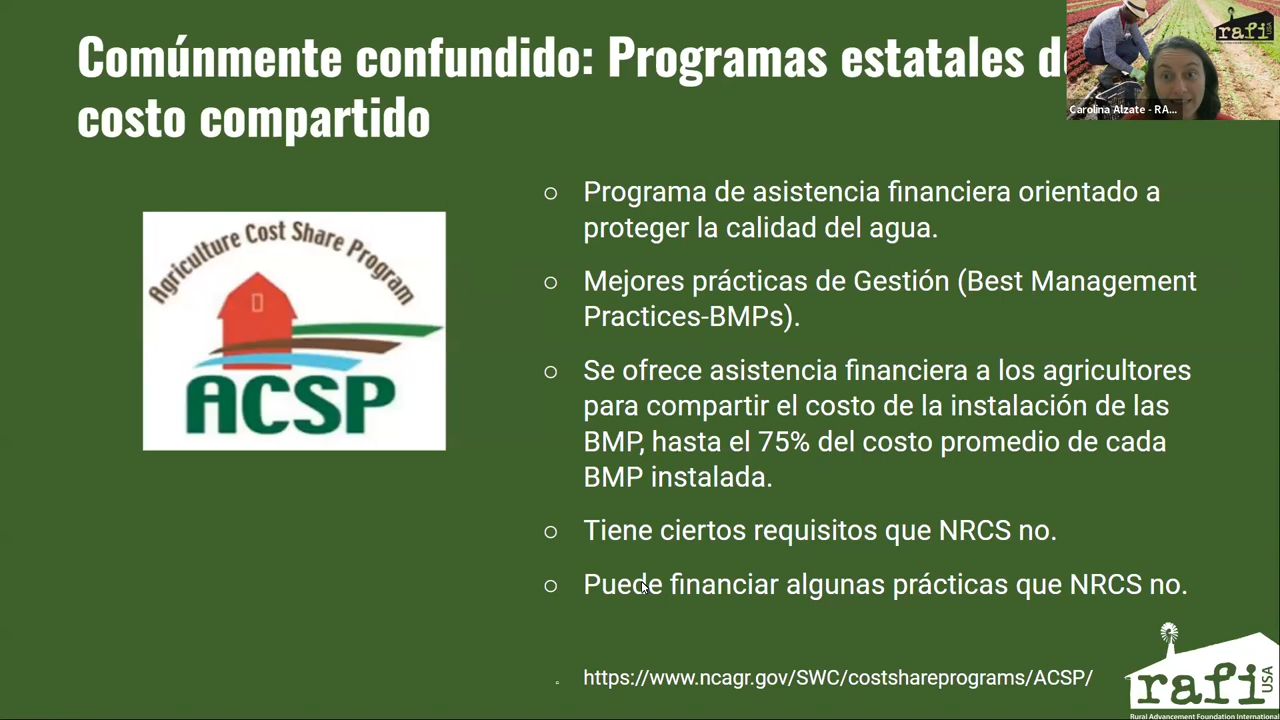 Comúnmente confundido: Programas estatales de
costo compartido
rafi
USA
Carolina Alzate - RA...
Agriculture Cost Share Program
ACSP
○ Programa de asistencia financiera orientado a
proteger la calidad del agua.
○ Mejores prácticas de Gestión (Best Management
Practices-BMPs).
○ Se ofrece asistencia financiera a los agricultores
para compartir el costo de la instalación de las
BMP, hasta el 75% del costo promedio de cada
BMP instalada.
○ Tiene ciertos requisitos que NRCS no.
○ Puede financiar algunas prácticas que NRCS no.
https://www.ncagr.gov/SWC/costshareprograms/ACSP/
rafi
USA
Rural Advancement Foundation International